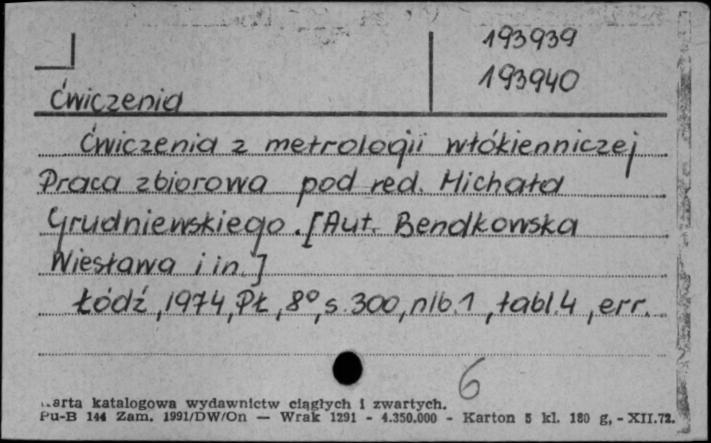 193939
193940
Ćwiczenia
Ćwiczenia z metrologii włókienniczej
Praca zbiorowa pod red. Michała
Grudniewskiego. [Aut. Bendkowska
Wiesława i in.]
Łódź, 1974, PŁ, 8°, s. 300, nlb. 1, tabl. 4, err.
6
Karta katalogowa wydawnictw ciągłych i zwartych.
Pu-B 144 Zam. 1991/DW/On — Wrak 1291 - 4.350.000 - Karton 5 kl. 180 g, - XII.72.